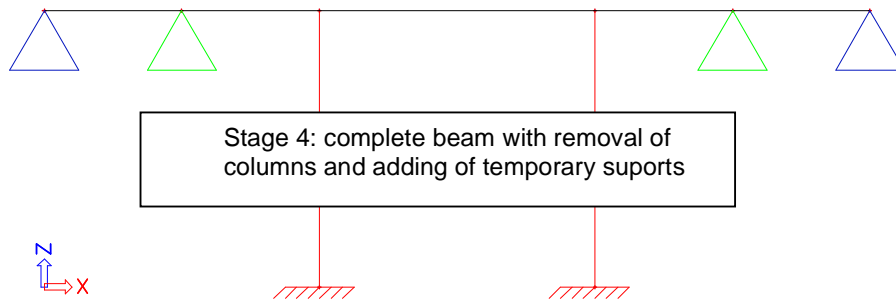 Stage 4: complete beam with removal of
columns and adding of temporary suports
Z
X